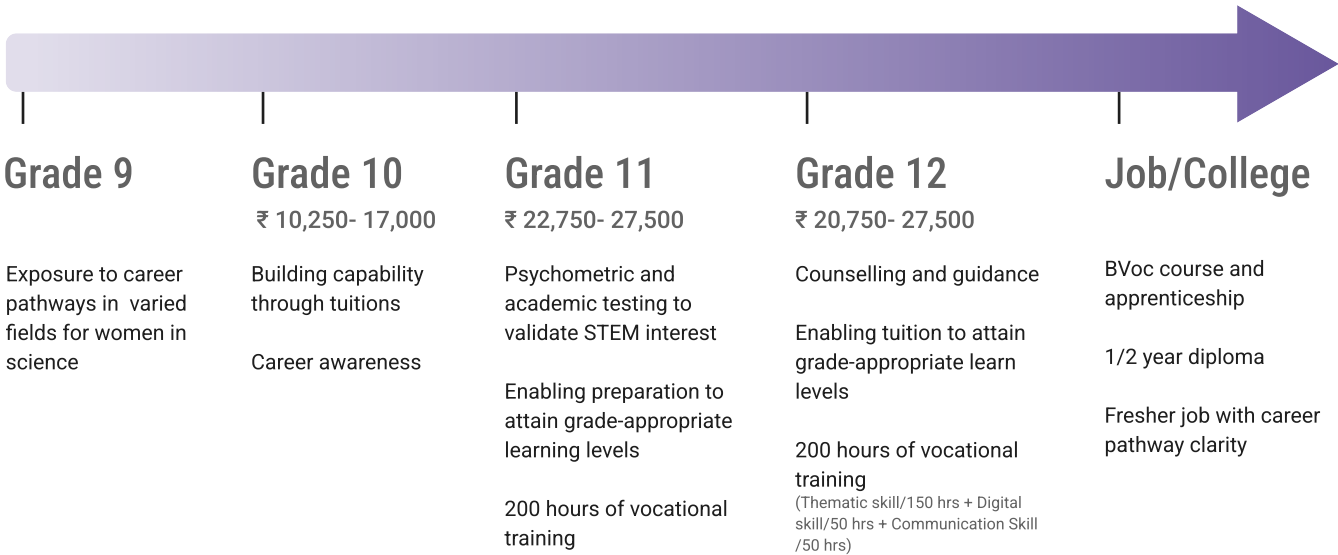 Grade 9
Exposure to career
pathways in  varied
fields for women in
science
Grade 10
₹ 10,250- 17,000
Building capability
through tuitions
Career awareness
Grade 11
₹ 22,750- 27,500
Psychometric and
academic testing to
validate STEM interest
Enabling preparation to
attain grade-appropriate
learning levels
200 hours of vocational
training
Grade 12
₹ 20,750- 27,500
Counselling and guidance
Enabling tuition to attain
grade-appropriate learn
levels
200 hours of vocational
training
(Thematic skill/150 hrs + Digital
skill/50 hrs + Communication Skill
/50 hrs)
Job/College
BVoc course and
apprenticeship
1/2 year diploma
Fresher job with career
pathway clarity